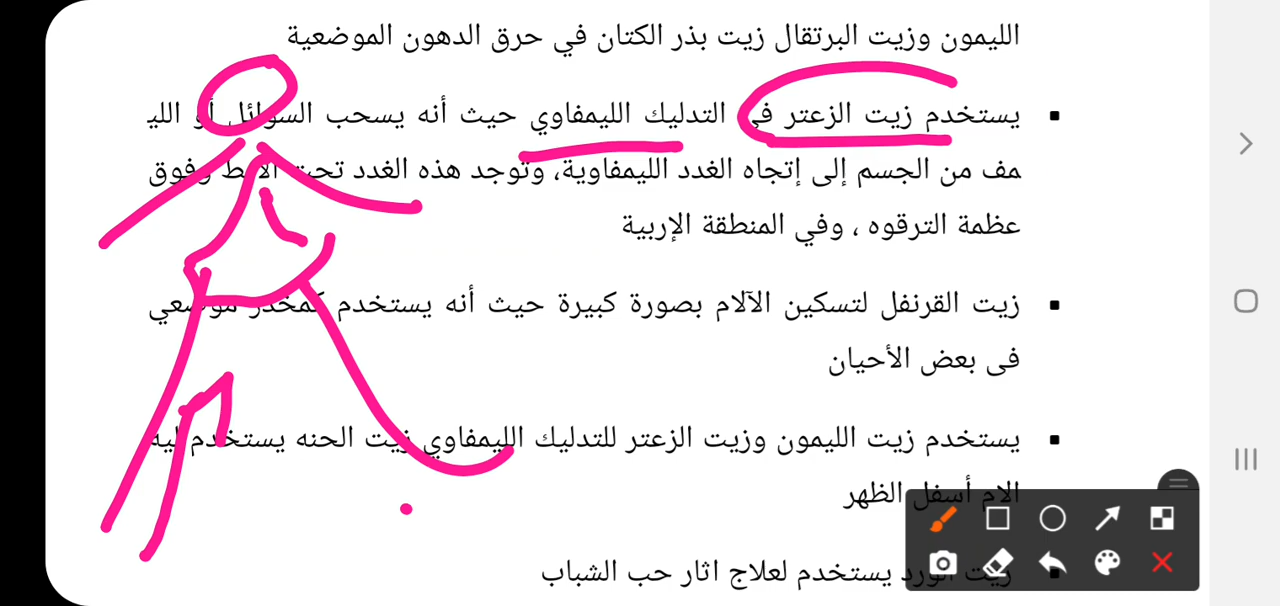 الليمون وزيت البرتقال زيت بذر الكتان في حرق الدهون الموضعية
يستخدم زيت الزعتر في التدليك الليمفاوي حيث أنه يسحب السوائل أو اللي
مف من الجسم إلى إتجاه الغدد الليمفاوية، وتوجد هذه الغدد تحت الابط وفوق
عظمة الترقوه ، وفي المنطقة الإربية
زيت القرنفل لتسكين الآلام بصورة كبيرة حيث أنه يستخدم كمخدر موضعي
فى بعض الأحيان
يستخدم زيت الليمون وزيت الزعتر للتدليك الليمفاوي زيت الحنه يستخدم ليه
الام أسفل الظهر
زيت الورد يستخدم لعلاج اثار حب الشباب